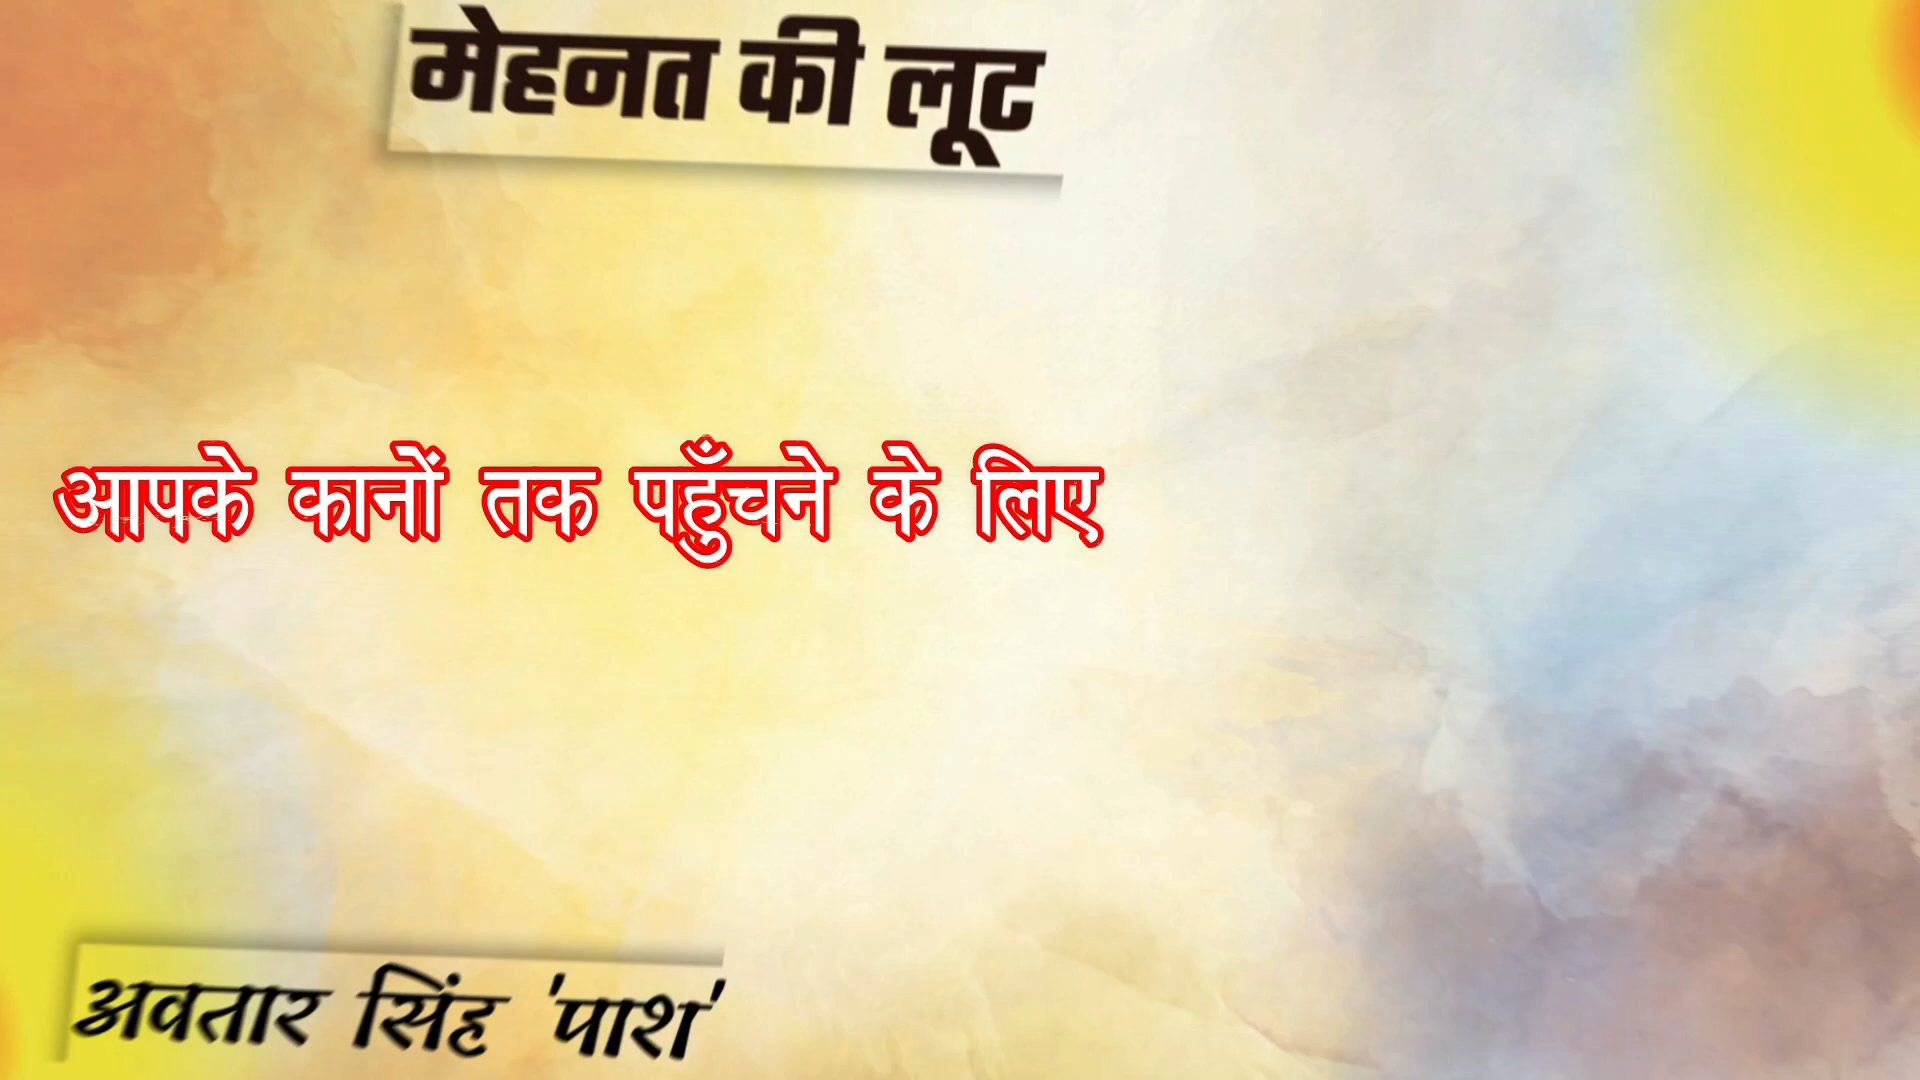 मेहनत की लूट
आपके कानों तक पहुँचने के लिए
अवतार सिंह 'पाश'